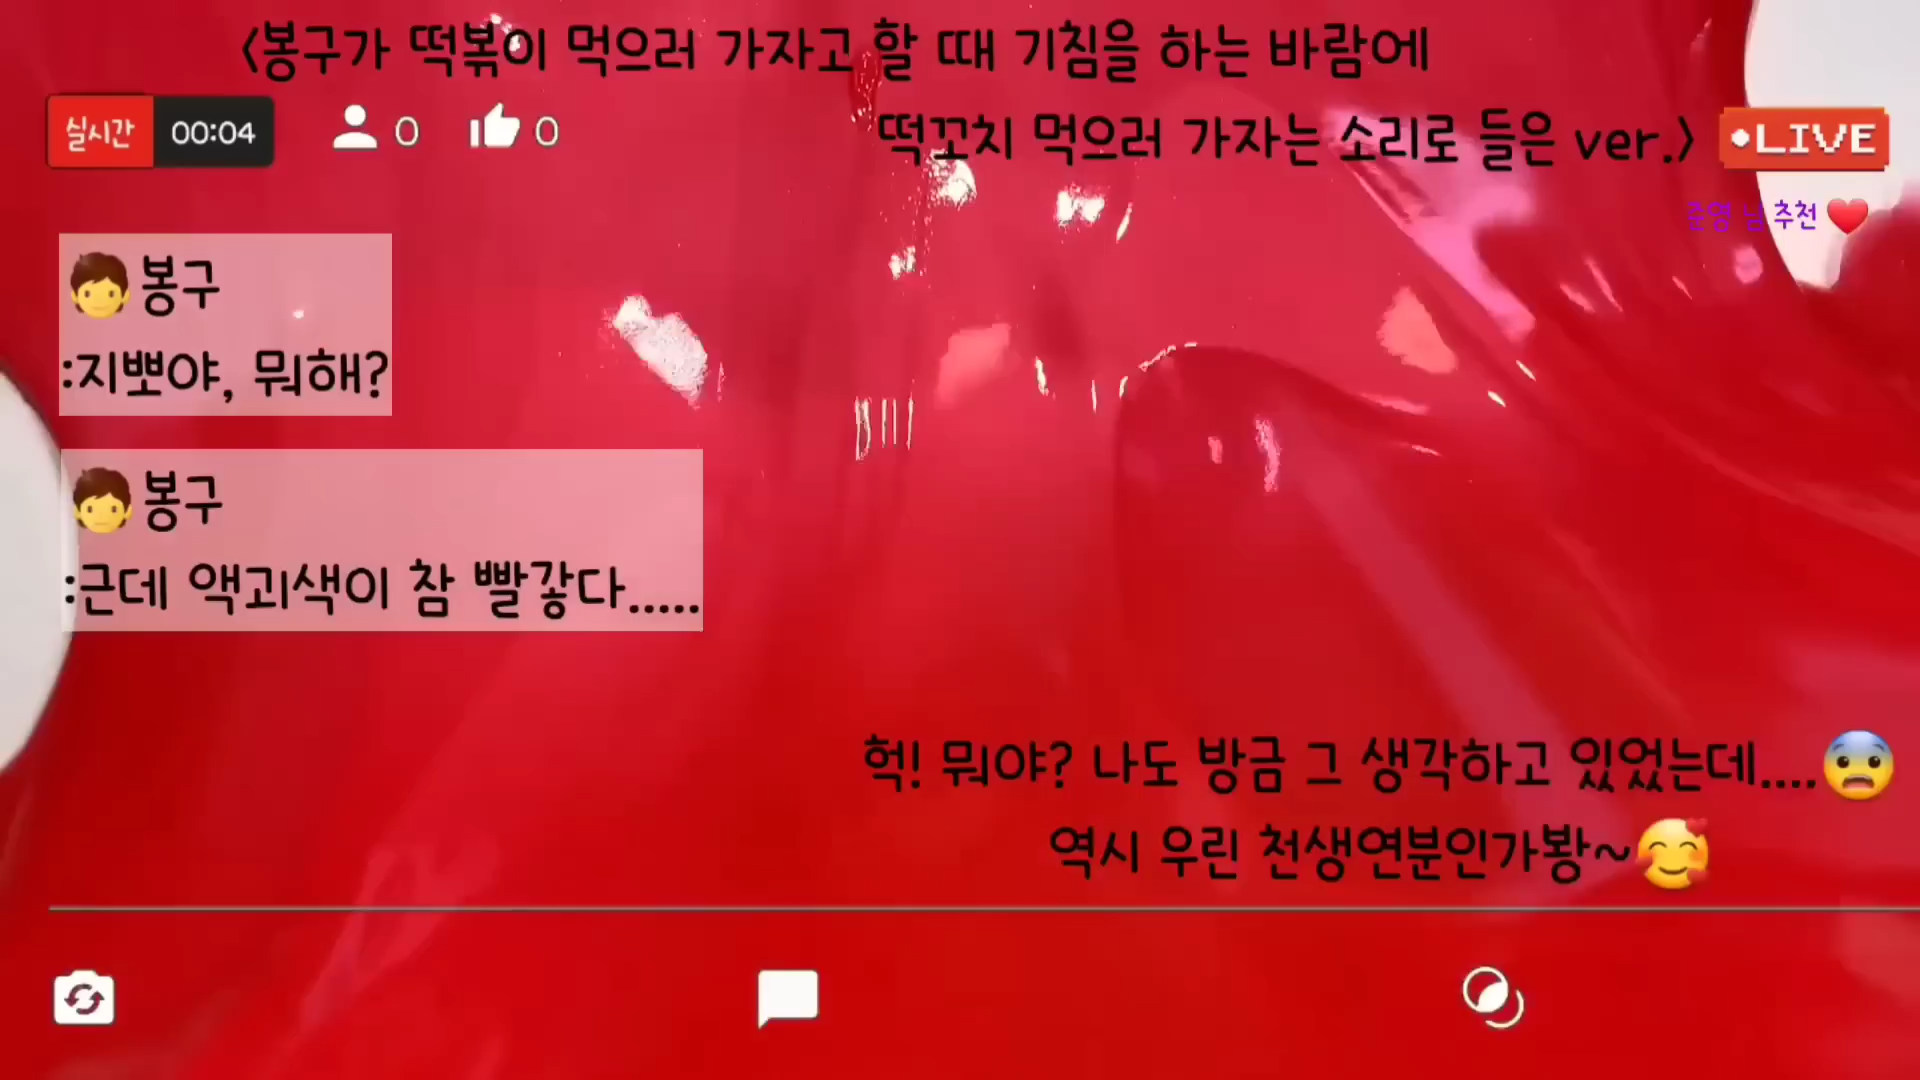 <봉구가 떡볶이 먹으러 가자고 할 때 기침을 하는 바람에
떡꼬치 먹으러 가자는 소리로 들은 ver.>
실시간 00:04 0 0
LIVE
준영 님 추천
봉구
:지뽀야, 뭐해?
봉구
:근데 액괴색이 참 빨갛다.....
헉! 뭐야? 나도 방금 그 생각하고 있었는데....
역시 우린 천생연분인가봥~